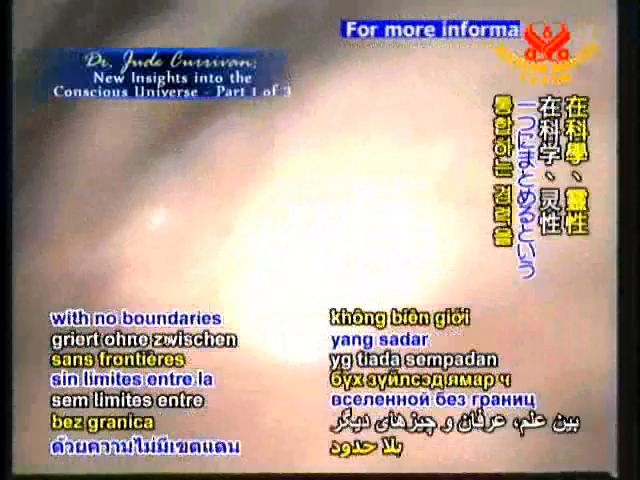 For more informa
Dr. Jude Currivan:
New Insights into the
Conscious Universe - Part 1 of 3
在科學、靈性
在科学、灵性
一つにまとめるという
통합하는 견해를
with no boundaries
griert ohne zwischen
sans frontières
sin límites entre la
sem limites entre
bez granica
ด้วยความไม่มีเขตแดน
không biên giới
yang sadar
yg tiada sempadan
бүх зүйлсэд ямар ч
вселенной без границ
بین علم، عرفان و چیزهای دیگر
بلا حدود